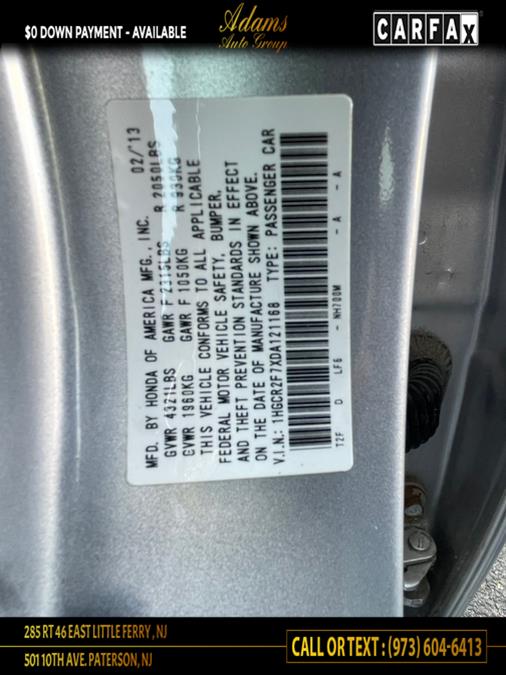 $0 DOWN PAYMENT - AVAILABLE
Adams
Auto Group
CARFAX
MFD. BY HONDA OF AMERICA MFG., INC. 02/'13
GVWR 4321LBS GAWR F 2315LBS R 2050LBS
GVWR 1960KG GAWR F 1050KG R 930KG
THIS VEHICLE CONFORMS TO ALL APPLICABLE
FEDERAL MOTOR VEHICLE SAFETY, BUMPER,
AND THEFT PREVENTION STANDARDS IN EFFECT
ON THE DATE OF MANUFACTURE SHOWN ABOVE.
V.I.N.: 1HGCR2F7XDA121168 TYPE: PASSENGER CAR
T2F D LF6 - NH700M - A - A
285 RT 46 EAST LITTLE FERRY , NJ
501 10TH AVE. PATERSON, NJ
CALL OR TEXT : (973) 604-6413